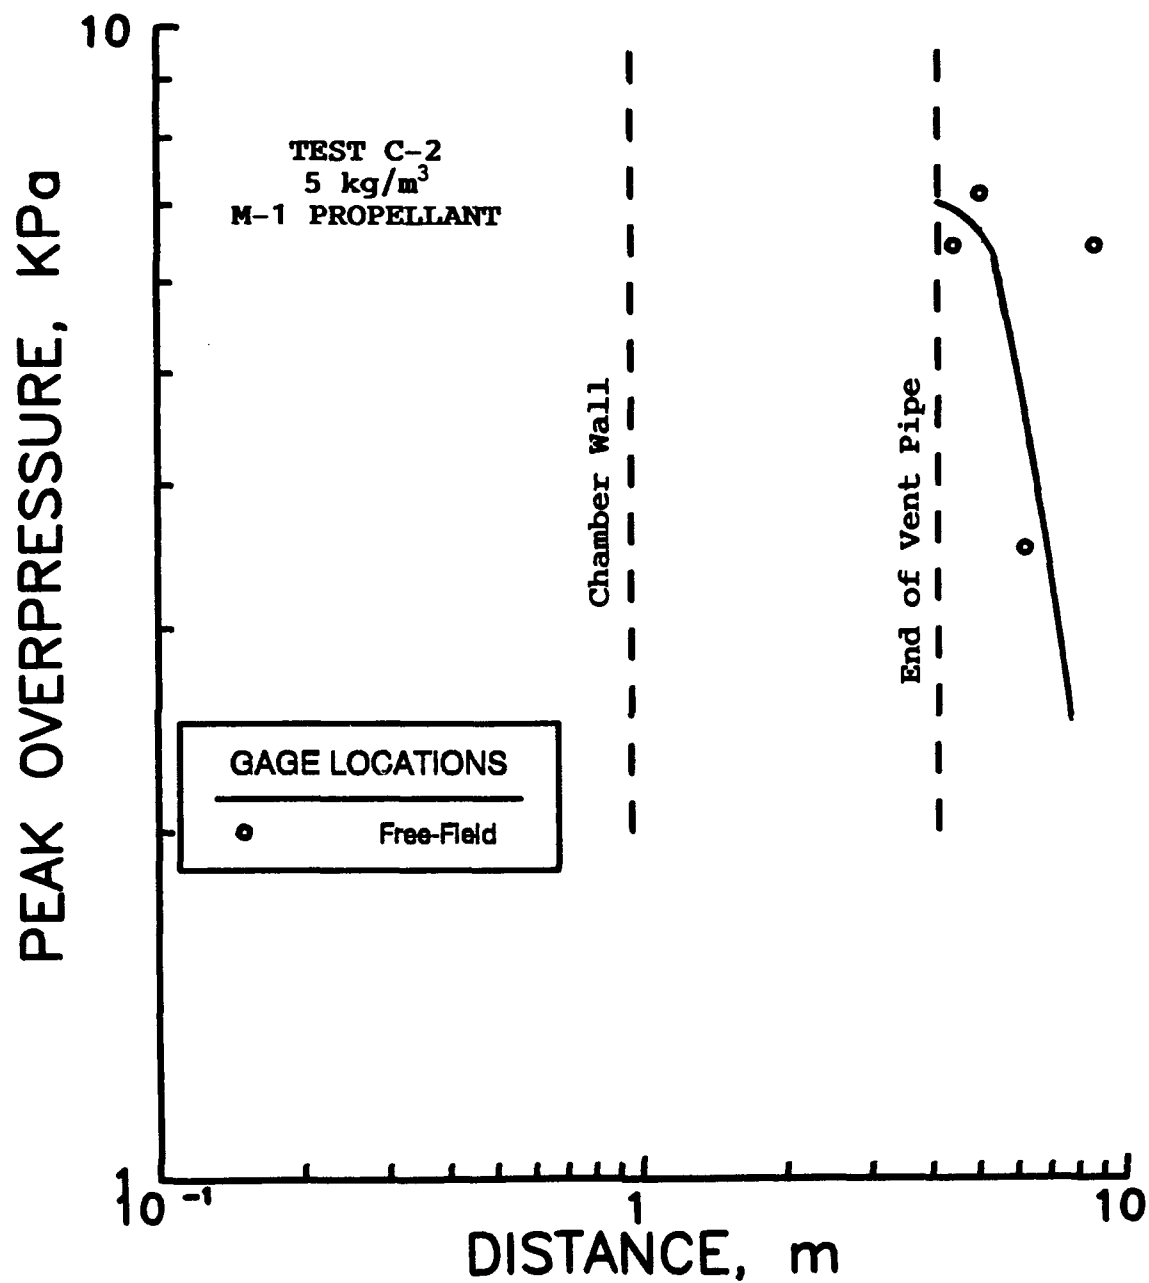 10
TEST C-2
5 kg/m³
M-1 PROPELLANT
PEAK OVERPRESSURE, KPa
Chamber Wall
End of Vent Pipe
GAGE LOCATIONS
Free-Field
1
10⁻¹
1
10
DISTANCE, m